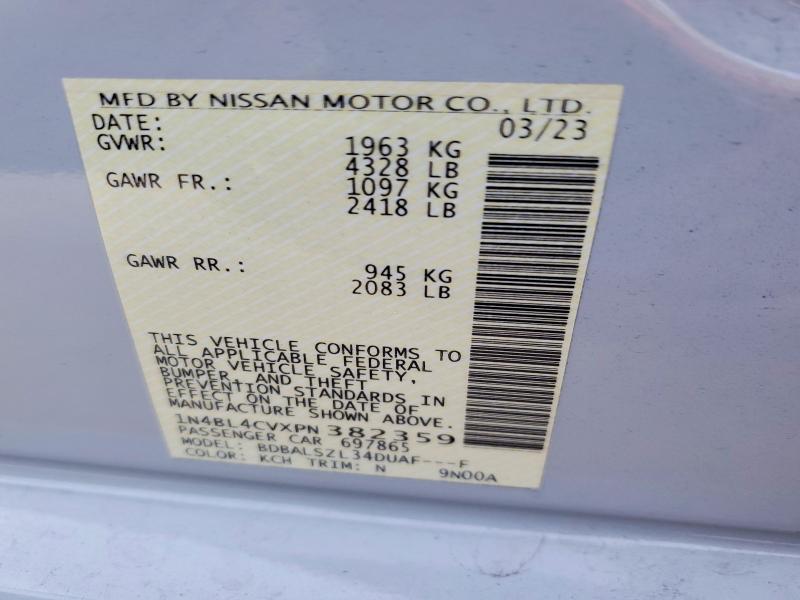 MFD BY NISSAN MOTOR CO., LTD.
DATE: 03/23
GVWR: 1963 KG
4328 LB
GAWR FR.: 1097 KG
2418 LB
GAWR RR.: 945 KG
2083 LB
THIS VEHICLE CONFORMS TO
ALL APPLICABLE FEDERAL
MOTOR VEHICLE SAFETY,
BUMPER, AND THEFT
PREVENTION STANDARDS IN
EFFECT ON THE DATE OF
MANUFACTURE SHOWN ABOVE.
1N4BL4CVXPN382359
PASSENGER CAR 697865
MODEL: BDBALSZL34DUAF---F
COLOR: KCH TRIM: N 9N00A